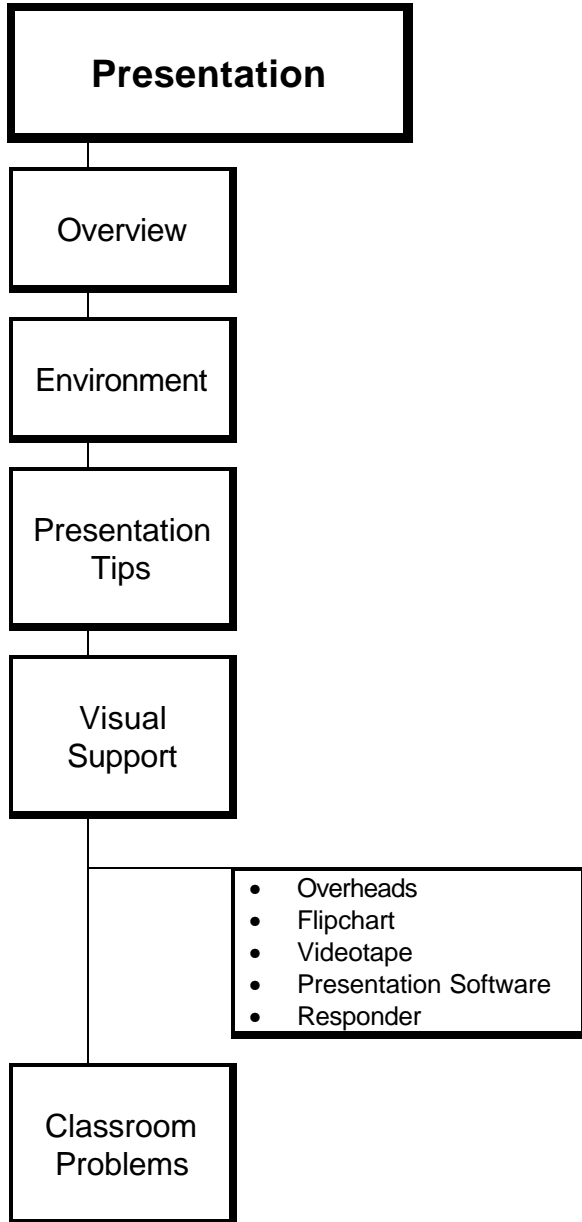 Presentation
Overview
Environment
Presentation
Tips
Visual
Support
• Overheads
• Flipchart
• Videotape
• Presentation Software
• Responder
Classroom
Problems